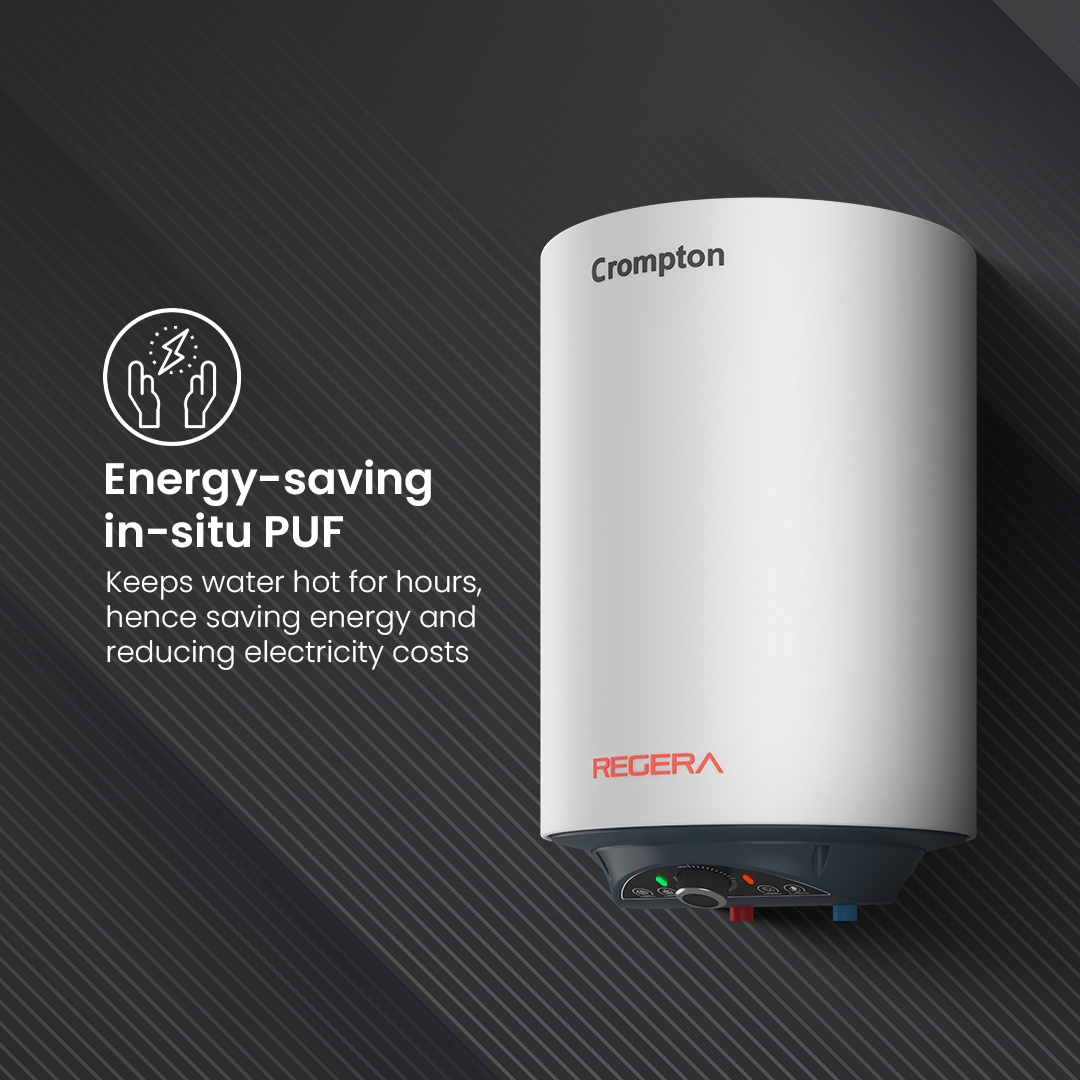 Crompton
Energy-saving
in-situ PUF
Keeps water hot for hours,
hence saving energy and
reducing electricity costs
REGERA